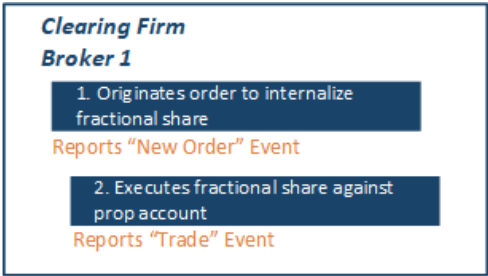 Clearing Firm
Broker 1
1. Originates order to internalize
fractional share
Reports “New Order” Event
2. Executes fractional share against
prop account
Reports “Trade” Event